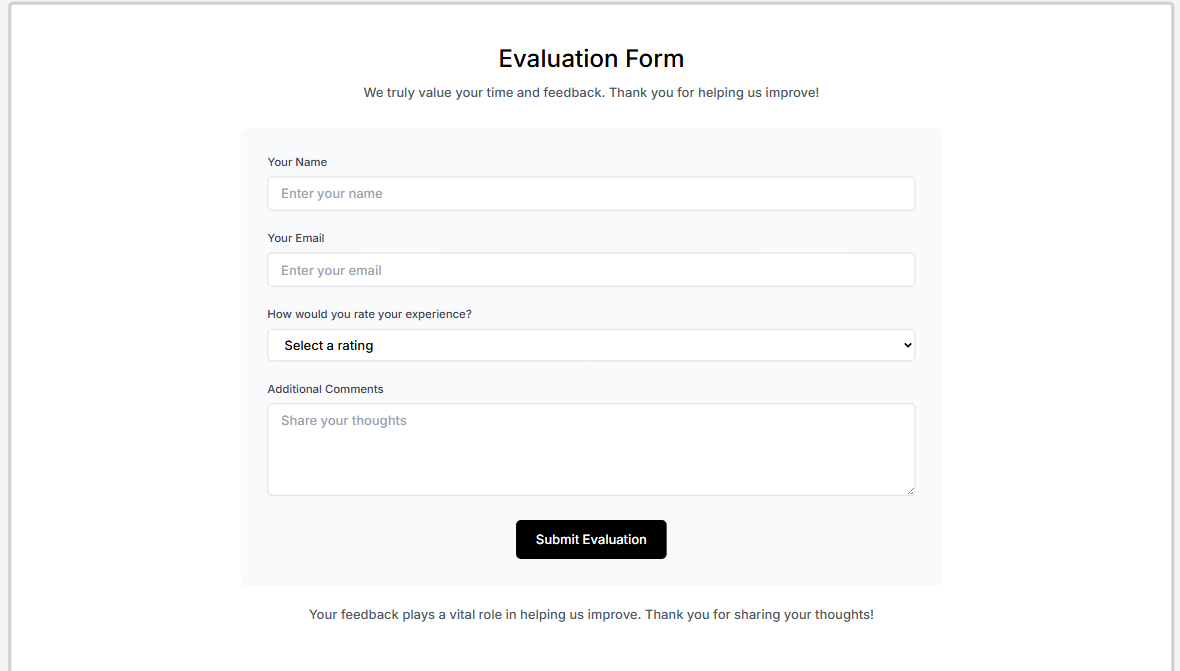 Evaluation Form
We truly value your time and feedback. Thank you for helping us improve!
Your Name
Enter your name
Your Email
Enter your email
How would you rate your experience?
Select a rating
Additional Comments
Share your thoughts
Submit Evaluation
Your feedback plays a vital role in helping us improve. Thank you for sharing your thoughts!